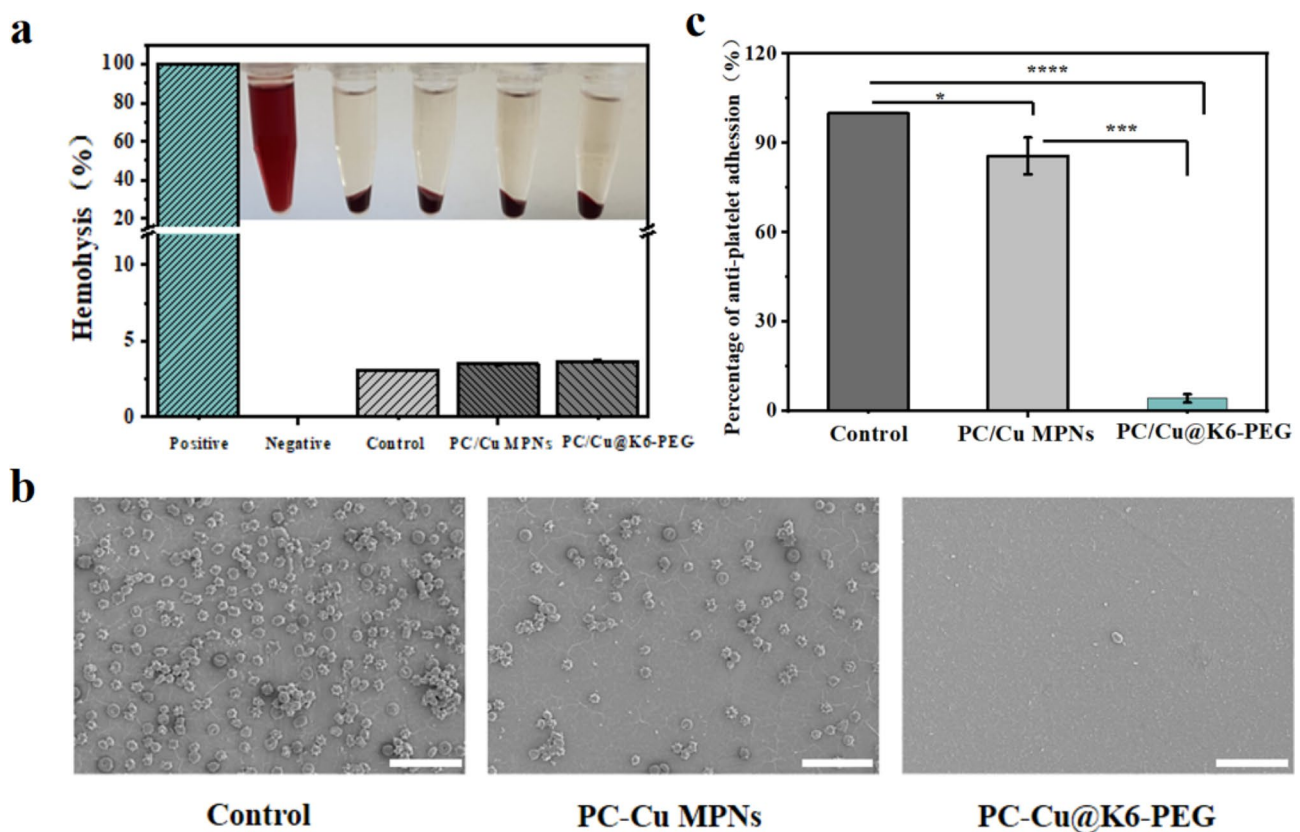 a
Hemohysis (%)
100
80
60
40
20
10
5
0
Positive Negative Control PC/Cu MPNs PC/Cu@K6-PEG
c
Percentage of anti-platelet adhession (%)
120
90
60
30
0
****
*
***
Control PC/Cu MPNs PC/Cu@K6-PEG
b
Control PC-Cu MPNs PC-Cu@K6-PEG